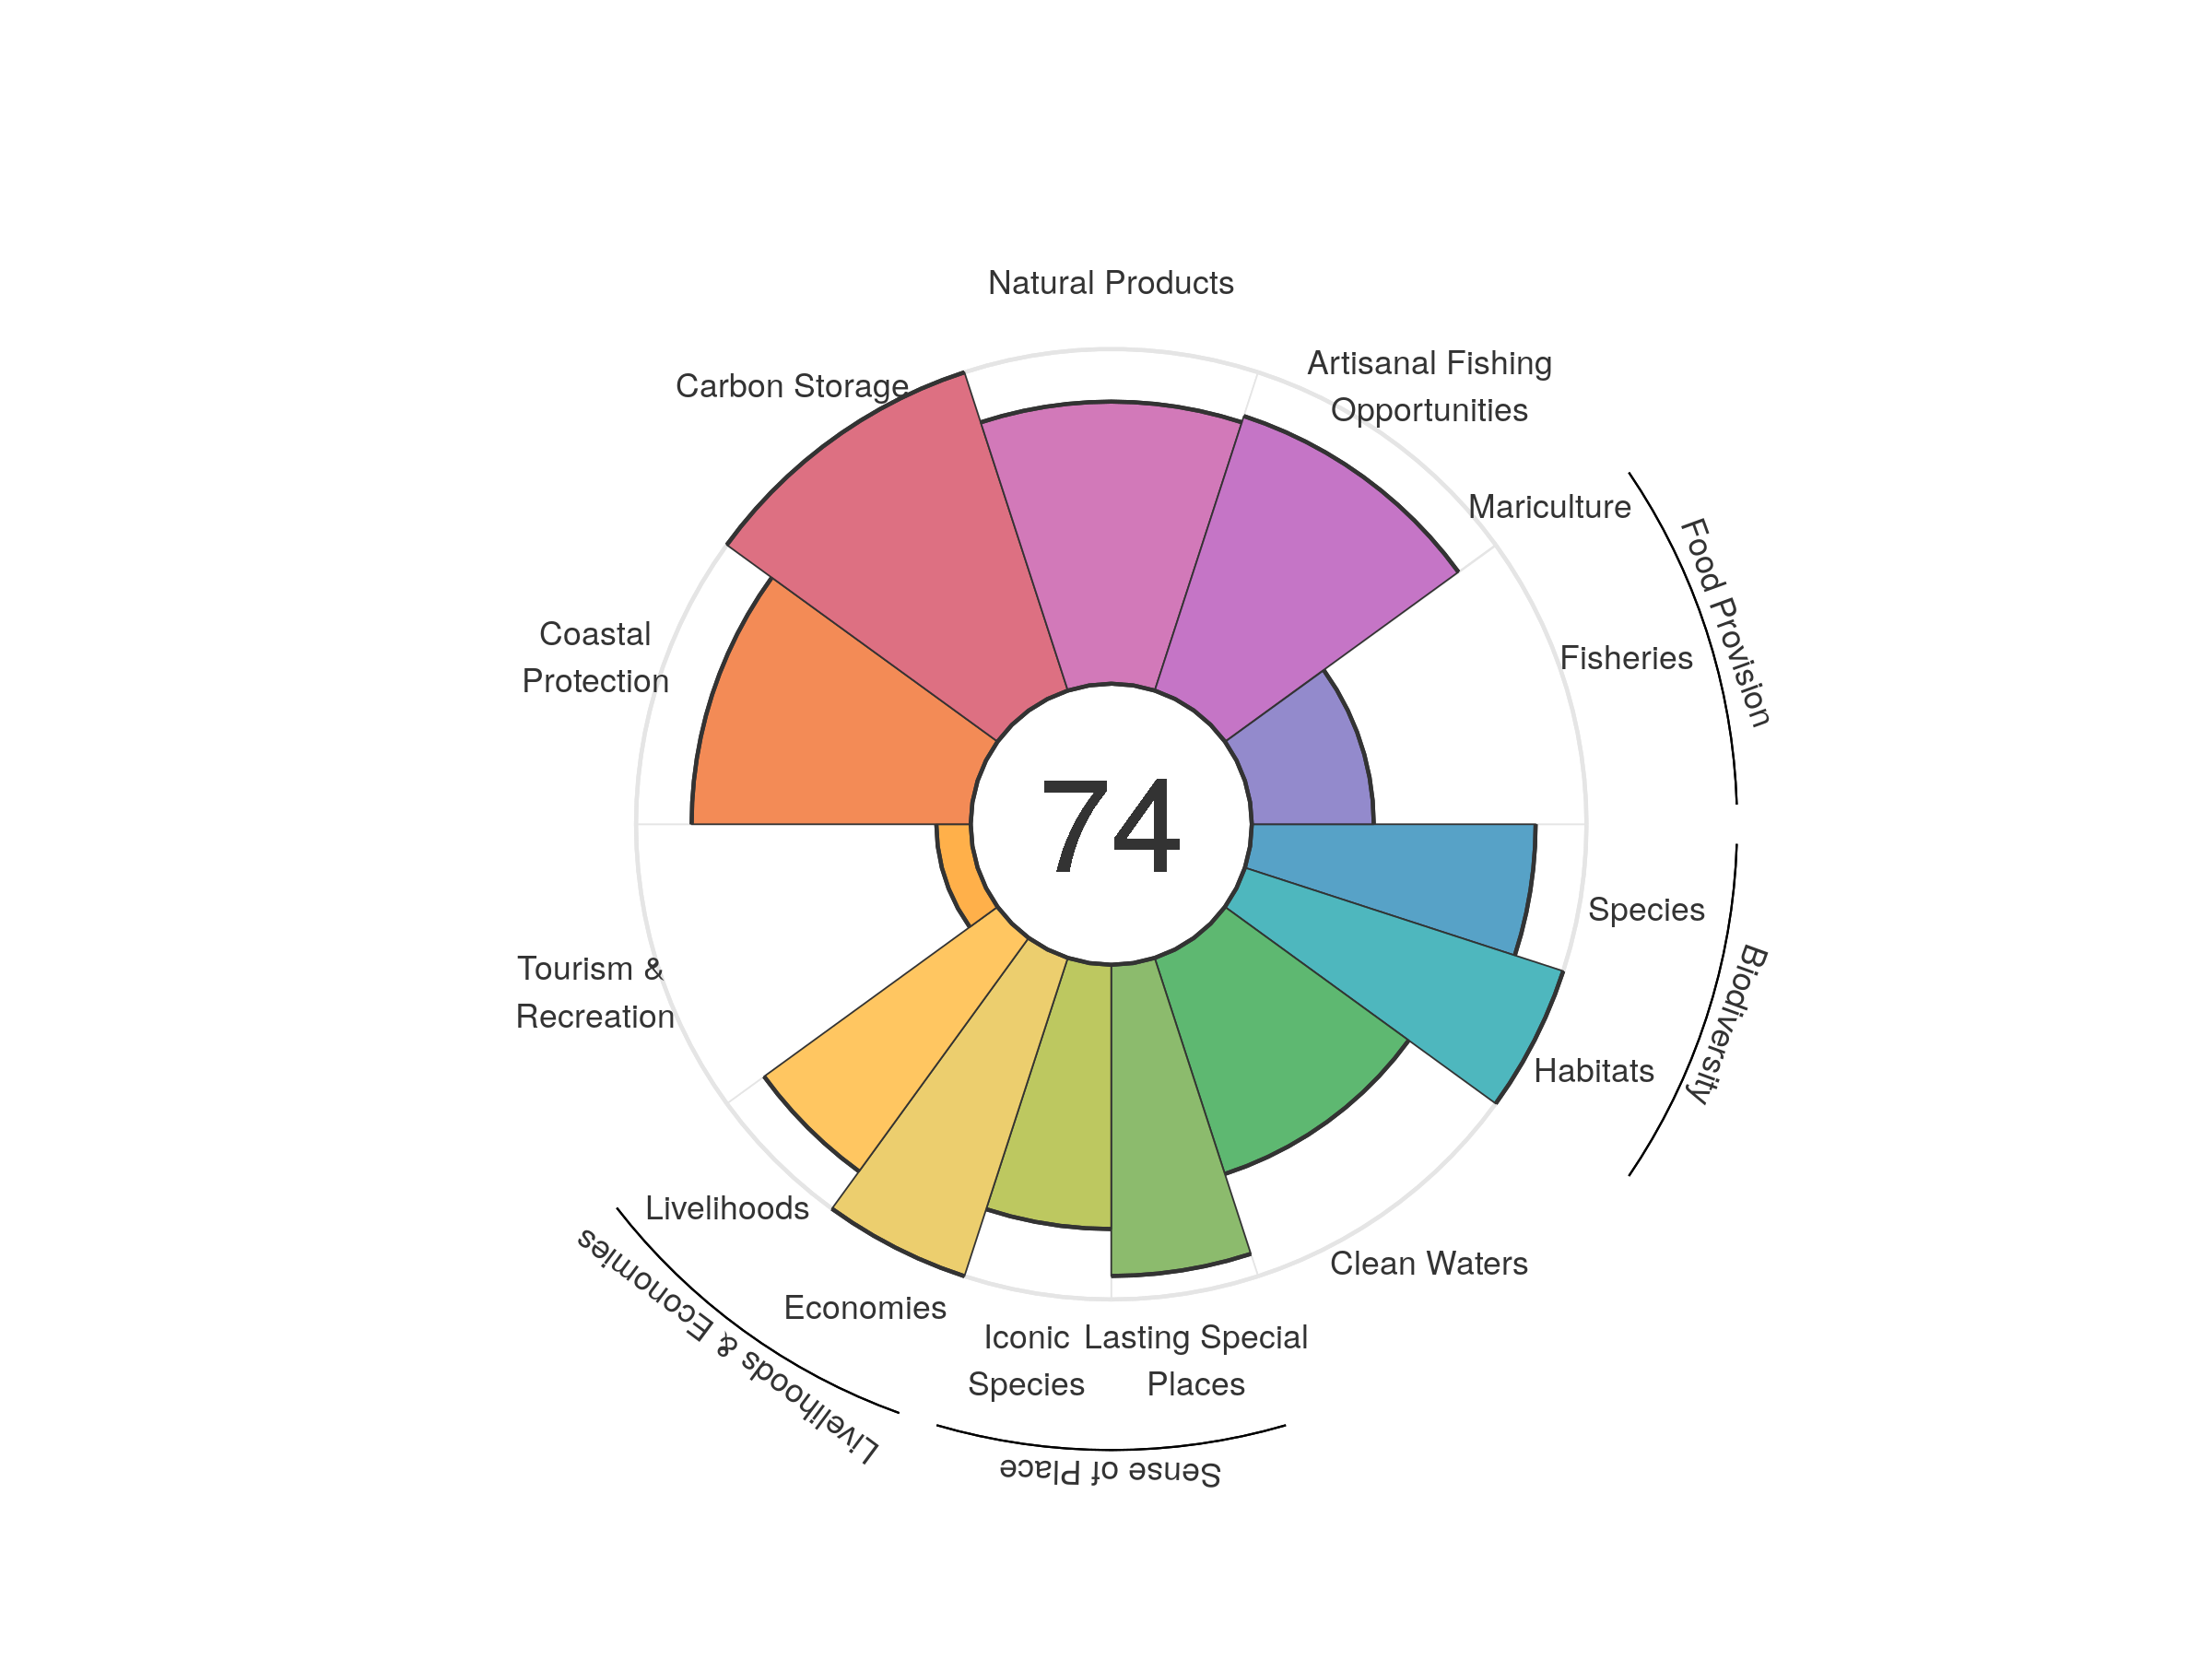 Natural Products
Artisanal Fishing
Opportunities
Carbon Storage
Mariculture
Food Provision
Coastal
Protection
Fisheries
74
Species
Biodiversity
Tourism &
Recreation
Habitats
Livelihoods
Clean Waters
Economies
Livelihoods & Economies
Iconic
Species
Lasting Special
Places
Sense of Place